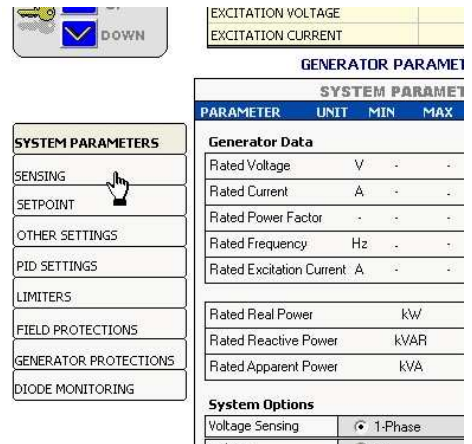 DOWN
EXCITATION VOLTAGE
EXCITATION CURRENT
GENERATOR PARAMET
SYSTEM PARAMET
PARAMETER UNIT MIN MAX
SYSTEM PARAMETERS
SENSING
SETPOINT
OTHER SETTINGS
PID SETTINGS
LIMITERS
FIELD PROTECTIONS
GENERATOR PROTECTIONS
DIODE MONITORING
Generator Data
Rated Voltage V - -
Rated Current A - -
Rated Power Factor - - -
Rated Frequency Hz - -
Rated Excitation Current A - -
Rated Real Power kW
Rated Reactive Power kVAR
Rated Apparent Power kVA
System Options
Voltage Sensing 1-Phase